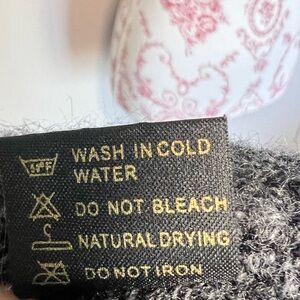 WASH IN COLD
WATER
DO NOT BLEACH
NATURAL DRYING
DO NOT IRON